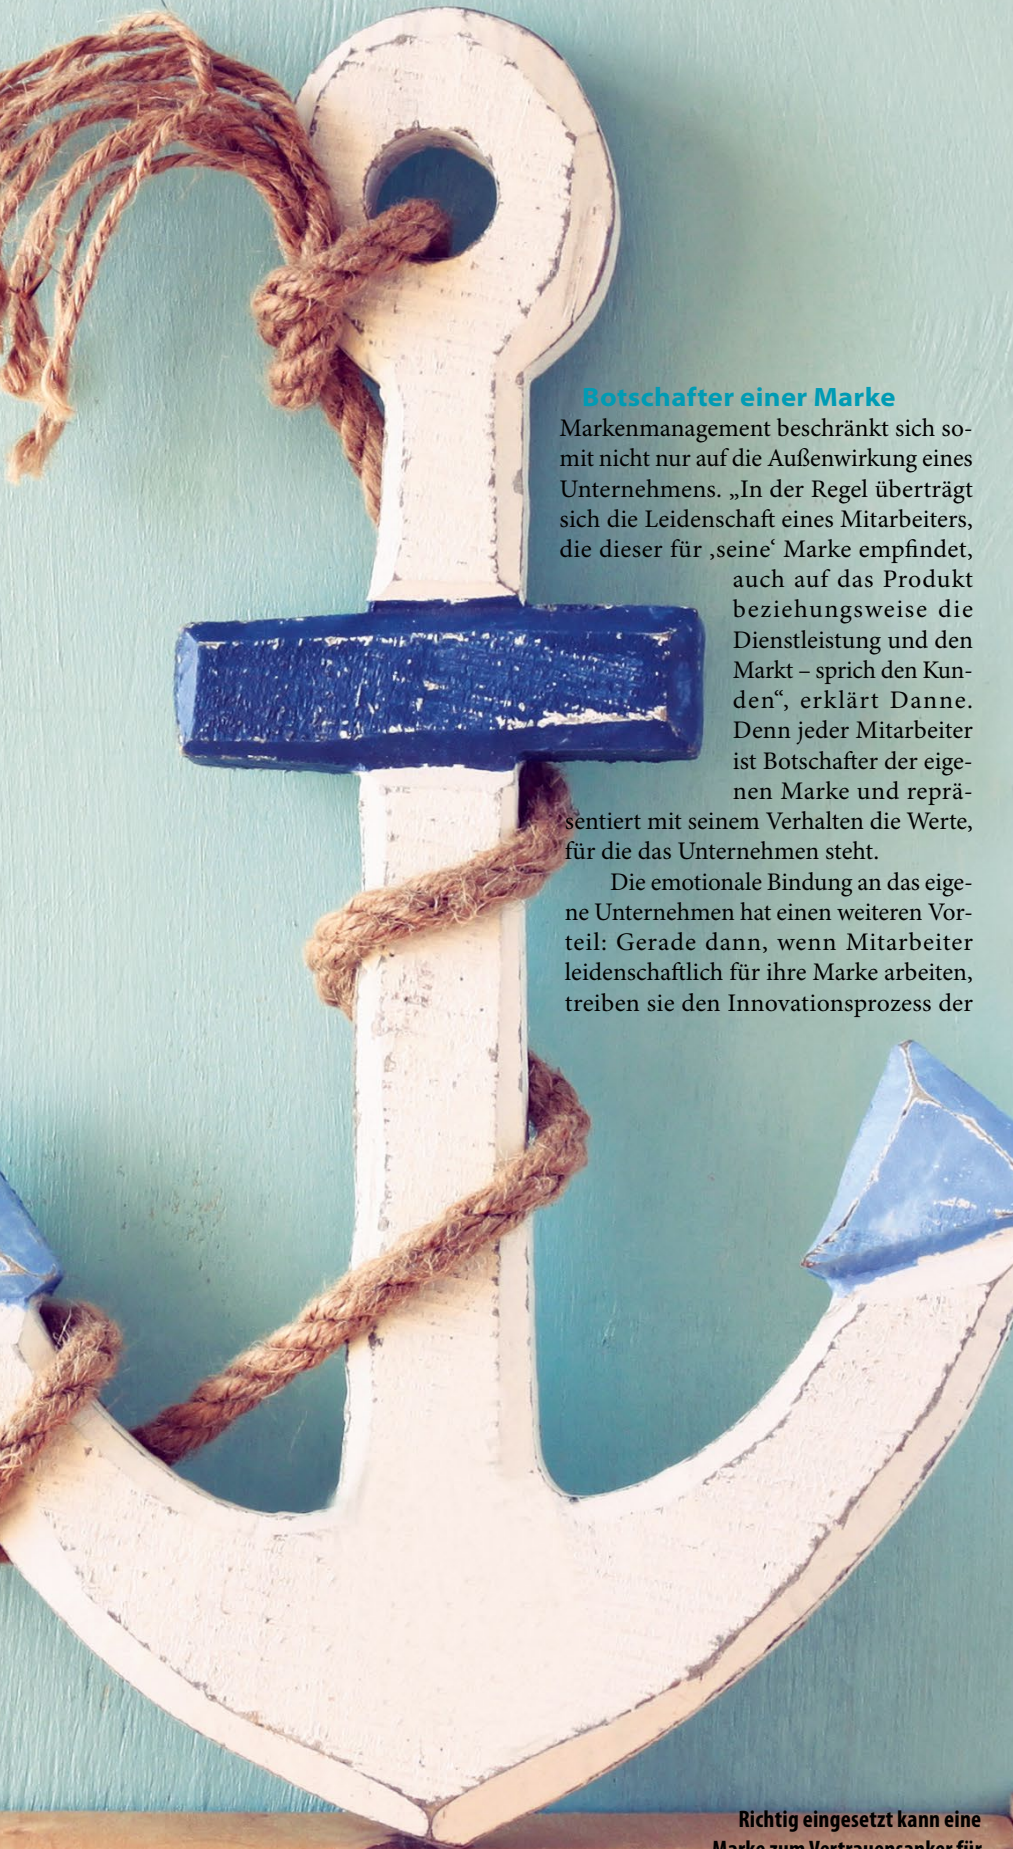 Botschafter einer Marke
Markenmanagement beschränkt sich so-
mit nicht nur auf die Außenwirkung eines
Unternehmens. „In der Regel überträgt
sich die Leidenschaft eines Mitarbeiters,
die dieser für ‚seine‘ Marke empfindet,
auch auf das Produkt
beziehungsweise die
Dienstleistung und den
Markt – sprich den Kun-
den“, erklärt Danne.
Denn jeder Mitarbeiter
ist Botschafter der eige-
nen Marke und reprä-
sentiert mit seinem Verhalten die Werte,
für die das Unternehmen steht.
Die emotionale Bindung an das eige-
ne Unternehmen hat einen weiteren Vor-
teil: Gerade dann, wenn Mitarbeiter
leidenschaftlich für ihre Marke arbeiten,
treiben sie den Innovationsprozess der
Richtig eingesetzt kann eine
Marke zum Vertrauensanker für